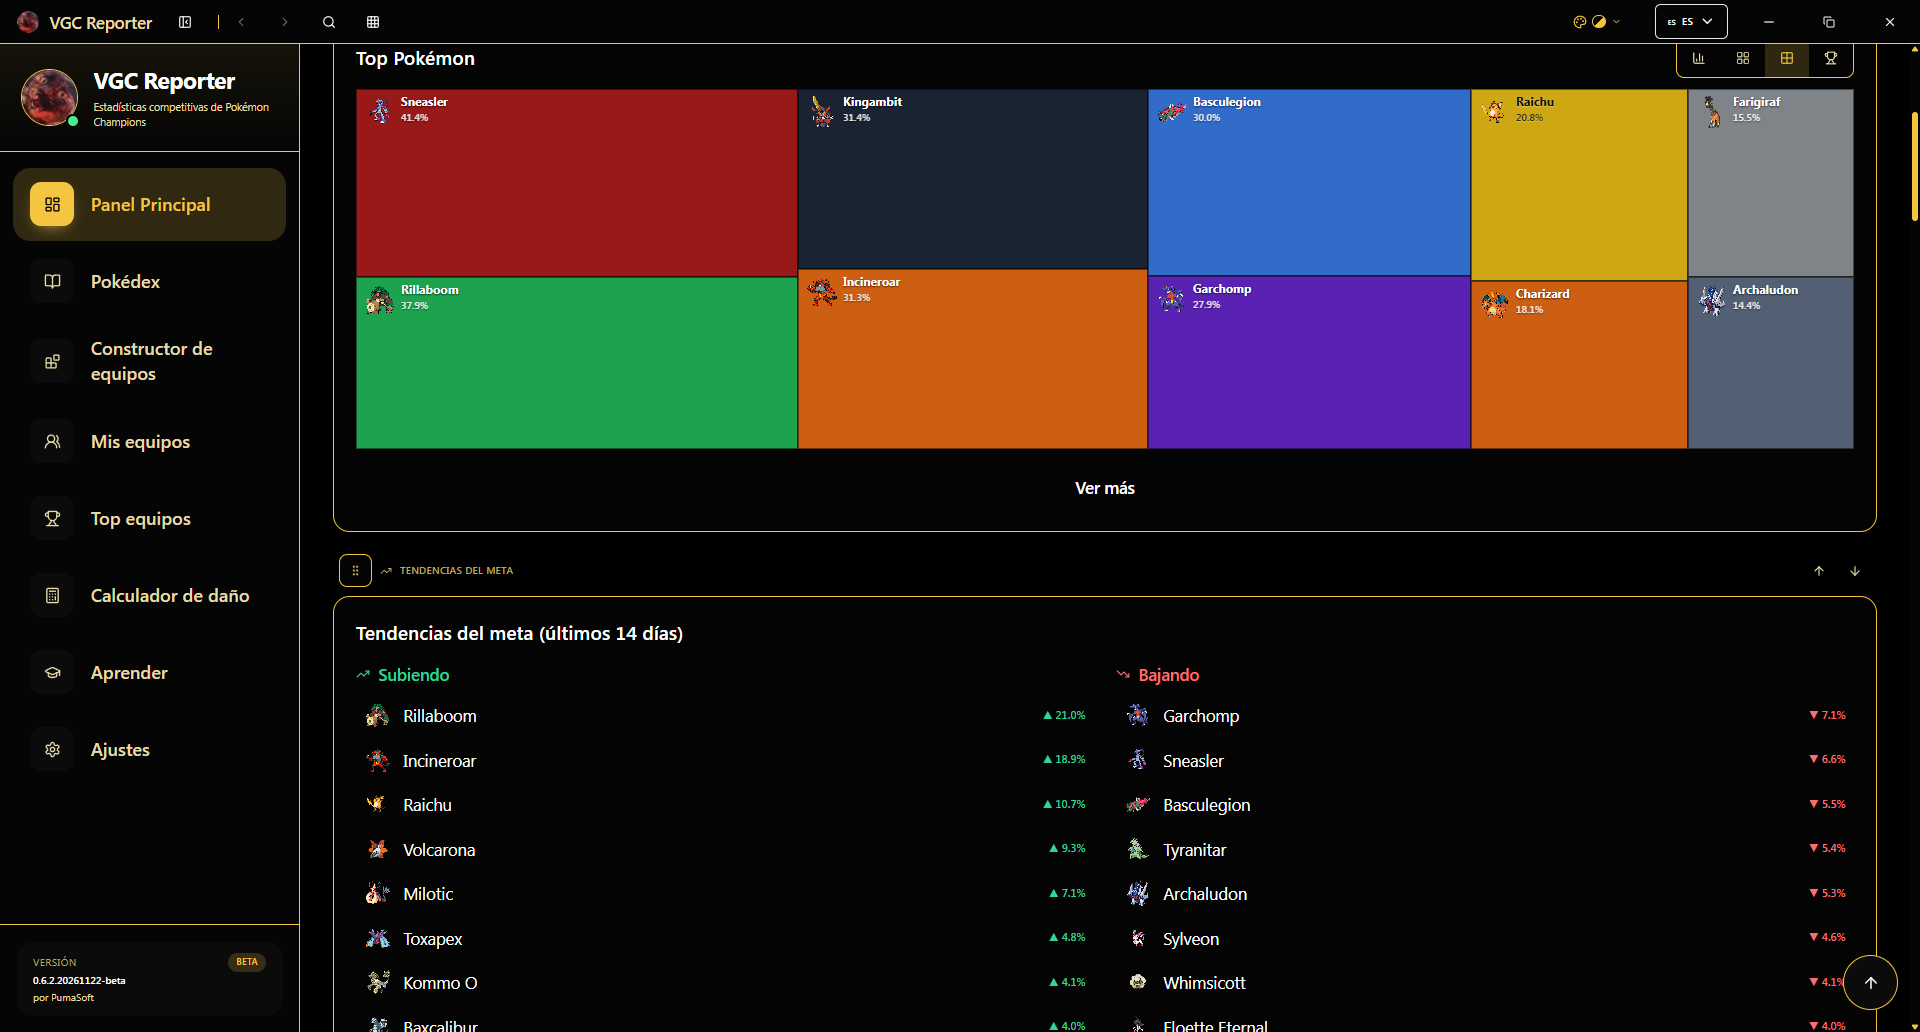 VGC Reporter
ES ES
VGC Reporter
Estadísticas competitivas de Pokémon
Champions
Panel Principal
Pokédex
Constructor de
equipos
Mis equipos
Top equipos
Calculador de daño
Aprender
Ajustes
VERSIÓN
BETA
0.6.2.20261122-beta
por PumaSoft
Top Pokémon
Sneasler
41.4%
Kingambit
31.4%
Basculegion
30.0%
Raichu
20.8%
Farigiraf
15.5%
Rillaboom
37.9%
Incineroar
31.3%
Garchomp
27.9%
Charizard
18.1%
Archaludon
14.4%
Ver más
TENDENCIAS DEL META
Tendencias del meta (últimos 14 días)
Subiendo
Rillaboom ▲ 21.0%
Incineroar ▲ 18.9%
Raichu ▲ 10.7%
Volcarona ▲ 9.3%
Milotic ▲ 7.1%
Toxapex ▲ 4.8%
Kommo O ▲ 4.1%
Baxcalibur ▲ 4.0%
Bajando
Garchomp ▼ 7.1%
Sneasler ▼ 6.6%
Basculegion ▼ 5.5%
Tyranitar ▼ 5.4%
Archaludon ▼ 5.3%
Sylveon ▼ 4.6%
Whimsicott ▼ 4.1%
Floette Eternal ▼ 4.0%